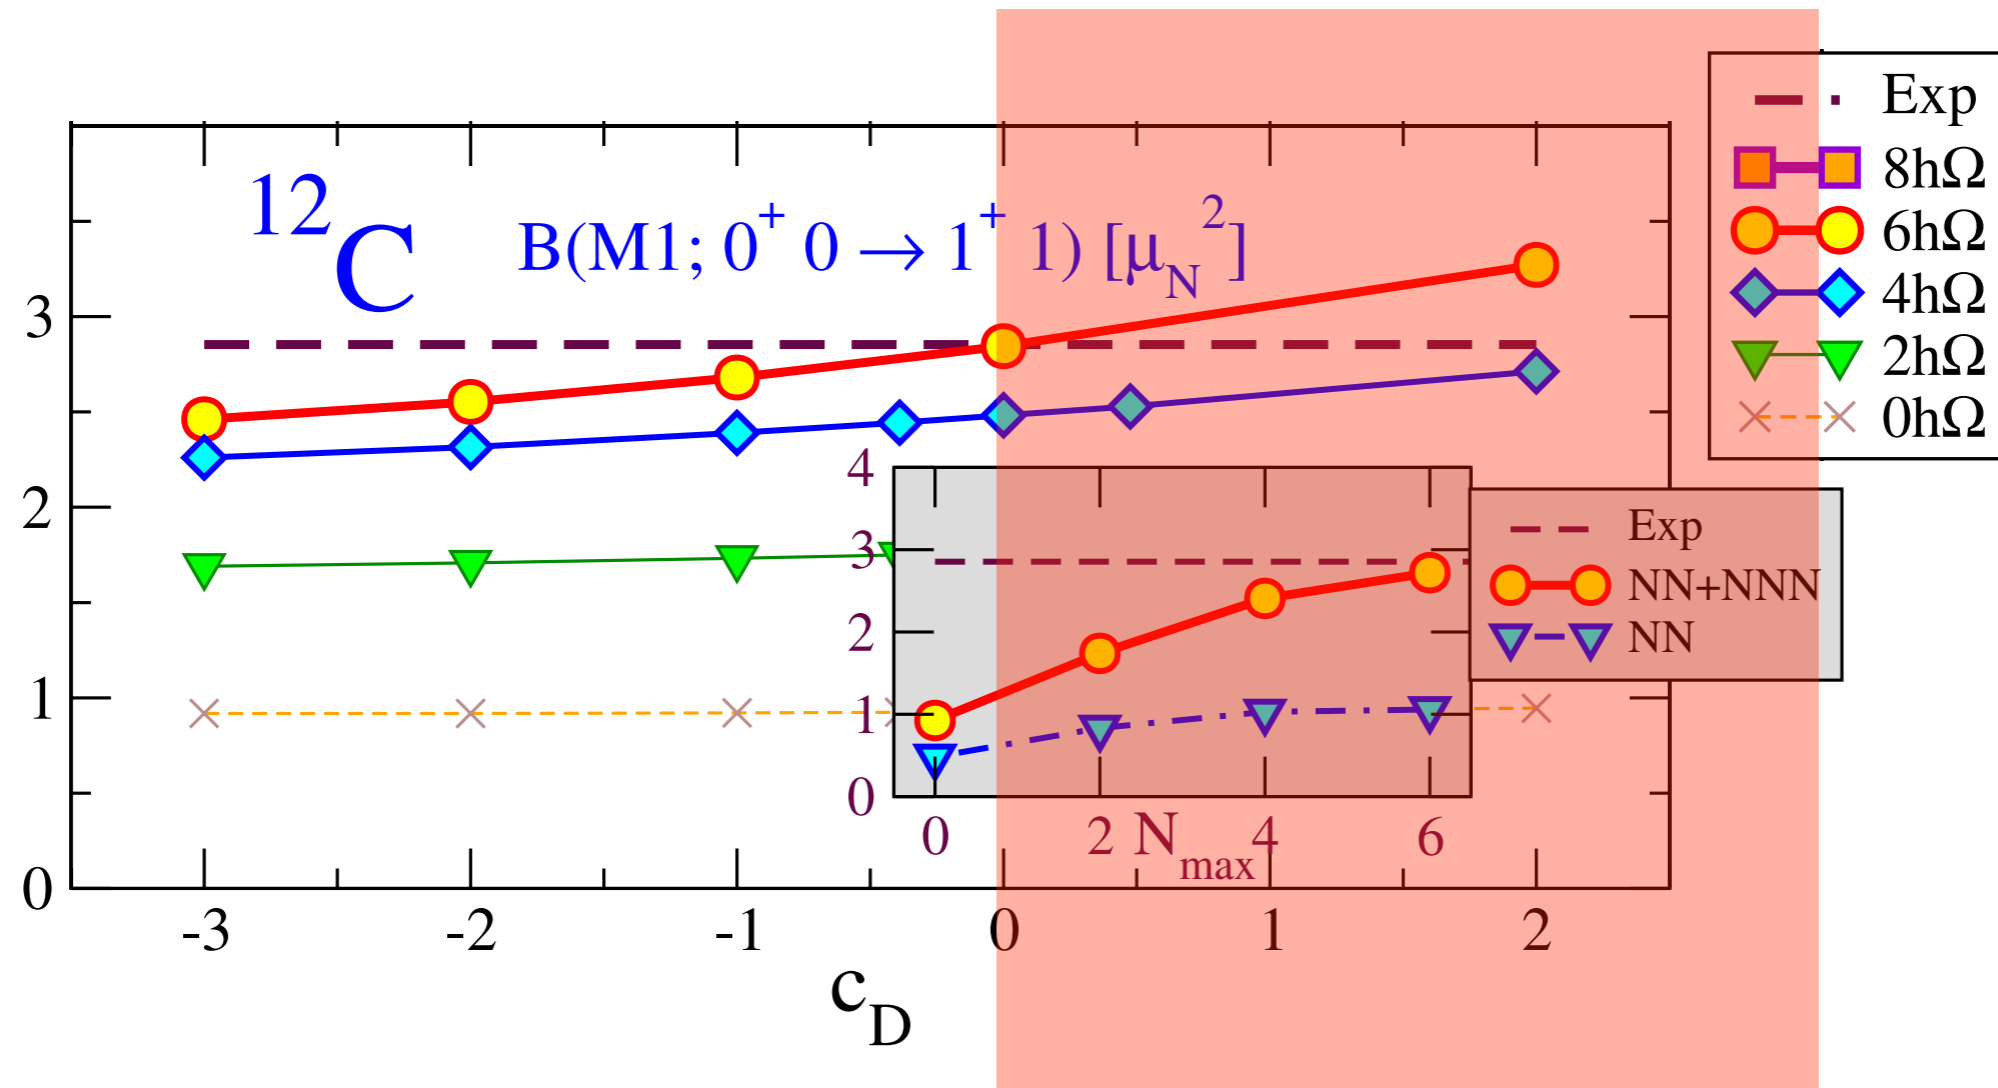 12C B(M1; 0+ 0 → 1+ 1) [μN2]
3
2
1
0
-3 -2 -1 0 1 2
cD
Exp
8hΩ
6hΩ
4hΩ
2hΩ
0hΩ
4
3
2
1
0
0 2 4 6
Nmax
Exp
NN+NNN
NN